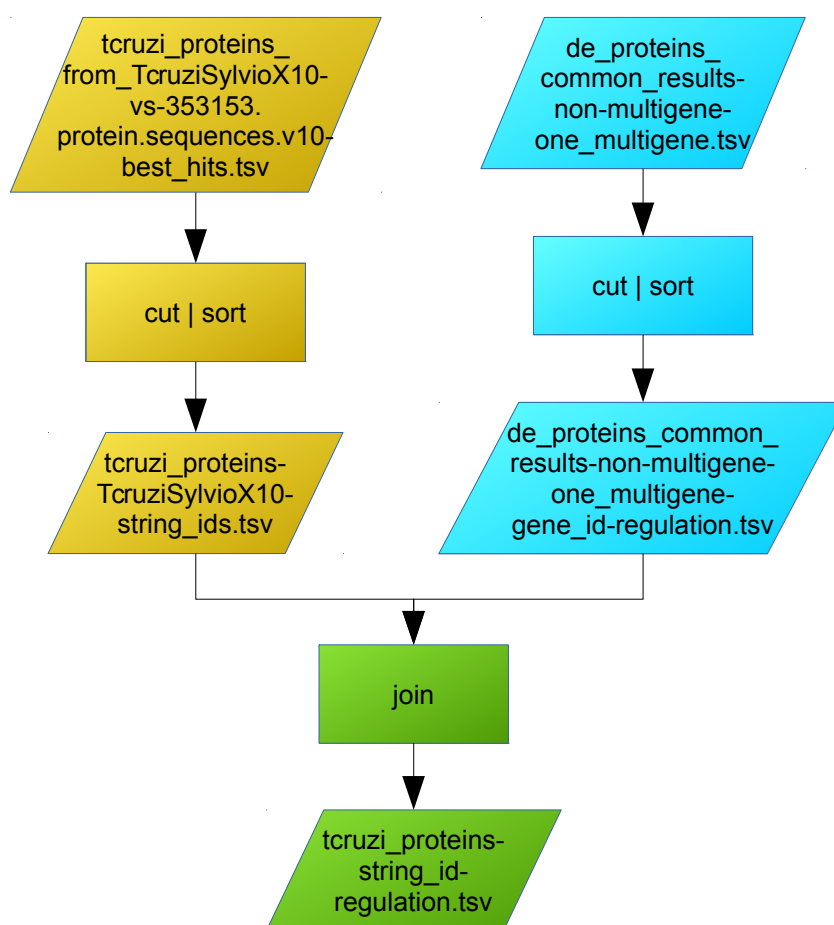 tcruzi_proteins_
from_TcruziSylvioX10-
vs-353153.
protein.sequences.v10-
best_hits.tsv
de_proteins_
common_results-
non-multigene-
one_multigene.tsv
cut | sort
cut | sort
tcruzi_proteins-
TcruziSylvioX10-
string_ids.tsv
de_proteins_common_
results-non-multigene-
one_multigene-
gene_id-regulation.tsv
join
tcruzi_proteins-
string_id-
regulation.tsv